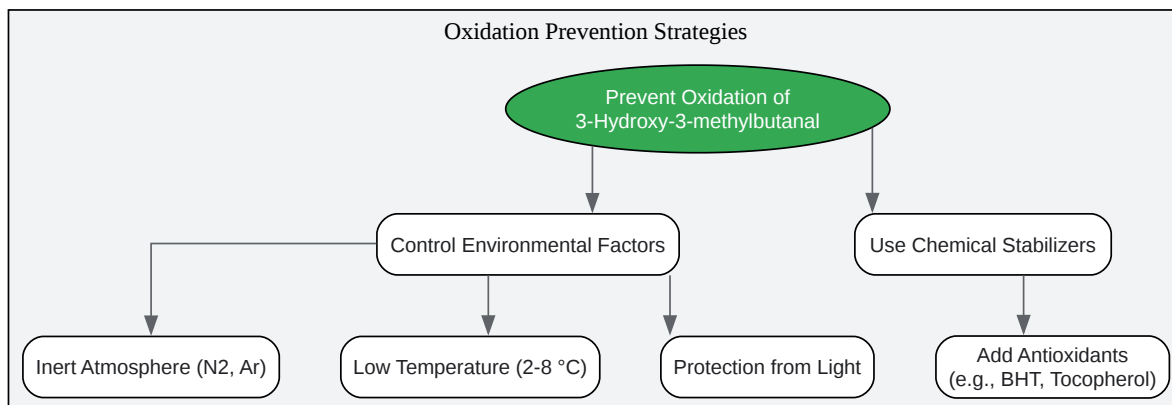 Oxidation Prevention Strategies
Prevent Oxidation of
3-Hydroxy-3-methylbutanal
Control Environmental Factors
Use Chemical Stabilizers
Inert Atmosphere (N2, Ar)
Low Temperature (2-8 °C)
Protection from Light
Add Antioxidants
(e.g., BHT, Tocopherol)